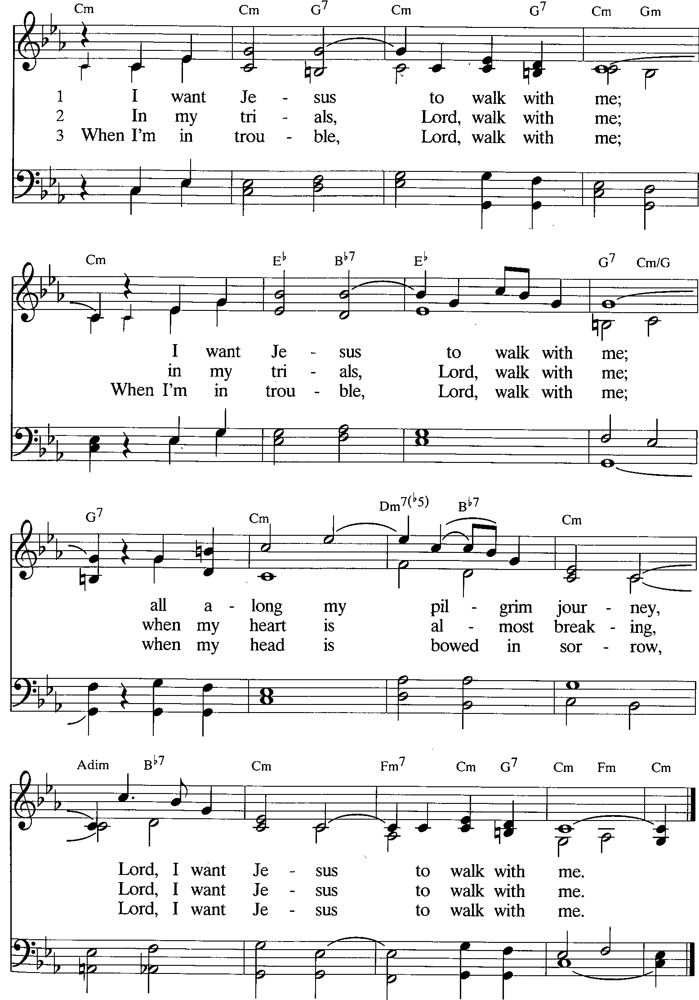 Cm Cm G7 Cm G7 Cm Gm
1 I want Je - sus to walk with me;
2 In my tri - als, Lord, walk with me;
3 When I'm in trou - ble, Lord, walk with me;
Cm E♭ B♭7 E♭ G7 Cm/G
I want Je - sus to walk with me;
in my tri - als, Lord, walk with me;
When I'm in trou - ble, Lord, walk with me;
G7 Cm Dm7(♭5) B♭7 Cm
all a - long my pil - grim jour - ney,
when my heart is al - most break - ing,
when my head is bowed in sor - row,
Adim B♭7 Cm Fm7 Cm G7 Cm Fm Cm
Lord, I want Je - sus to walk with me.
Lord, I want Je - sus to walk with me.
Lord, I want Je - sus to walk with me.